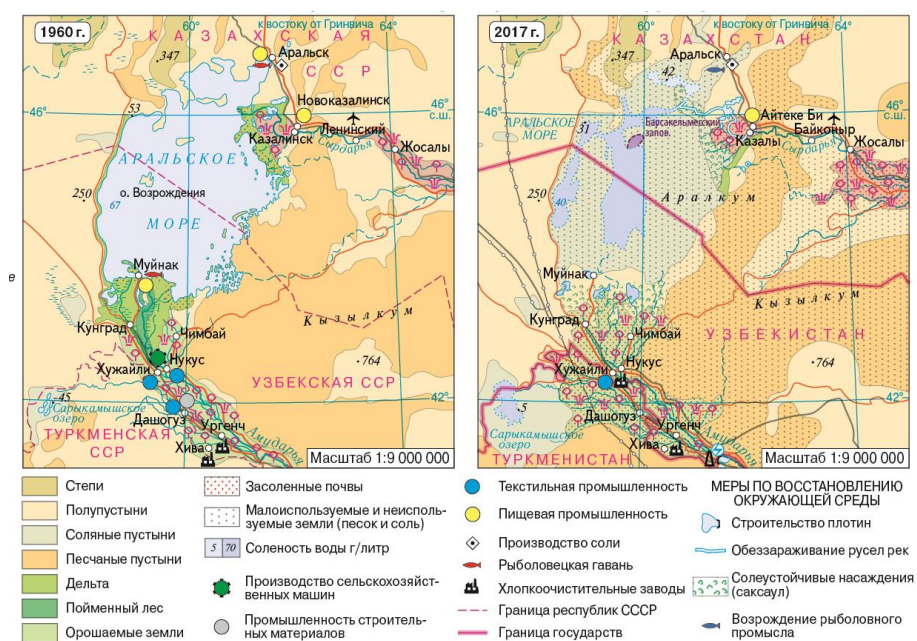 1960 г.
60°
к востоку от Гринвича
64°
КАЗАХСКАЯ
ССР
347
Аральск
Новоказалинск
46°
с.ш.
53
Ленинский
Казалинск
Сырдарья
Жосалы
АРАЛЬСКОЕ
МОРЕ
250
о. Возрождения
67
Муйнак
Кызылкум
Кунград
Чимбай
764
Нукус
Хужайли
УЗБЕКСКАЯ ССР
45
42°
Сарыкамышское
озеро
Дашогуз
Ургенч
ТУРКМЕНСКАЯ
ССР
Хива
Амударья
Масштаб 1:9 000 000
2017 г.
60°
к востоку от Гринвича
64°
КАЗАХСТАН
347
Аральск
42
46°
с.ш.
АРАЛЬСКОЕ
МОРЕ
31
Барсакельмесский
запов.
Айтеке Би
Байконыр
Казалы
Сырдарья
Жосалы
250
40
Аралкум
Муйнак
Кызылкум
Кунград
Чимбай
УЗБЕКИСТАН
Нукус
764
Хужайли
42°
5
Дашогуз
Ургенч
Сарыкамышское
озеро
Хива
Амударья
ТУРКМЕНИСТАН
Масштаб 1:9 000 000
Степи
Полупустыни
Соляные пустыни
Песчаные пустыни
Дельта
Пойменный лес
Орошаемые земли
Засоленные почвы
Малоиспользуемые и неисполь-
зуемые земли (песок и соль)
5 70 Соленость воды г/литр
Производство сельскохозяйст-
венных машин
Промышленность строитель-
ных материалов
Текстильная промышленность
Пищевая промышленность
Производство соли
Рыболовецкая гавань
Хлопкоочистительные заводы
Граница республик СССР
Граница государств
МЕРЫ ПО ВОССТАНОВЛЕНИЮ
ОКРУЖАЮЩЕЙ СРЕДЫ
Строительство плотин
Обеззараживание русел рек
Солеустойчивые насаждения
(саксаул)
Возрождение рыболовного
промысла